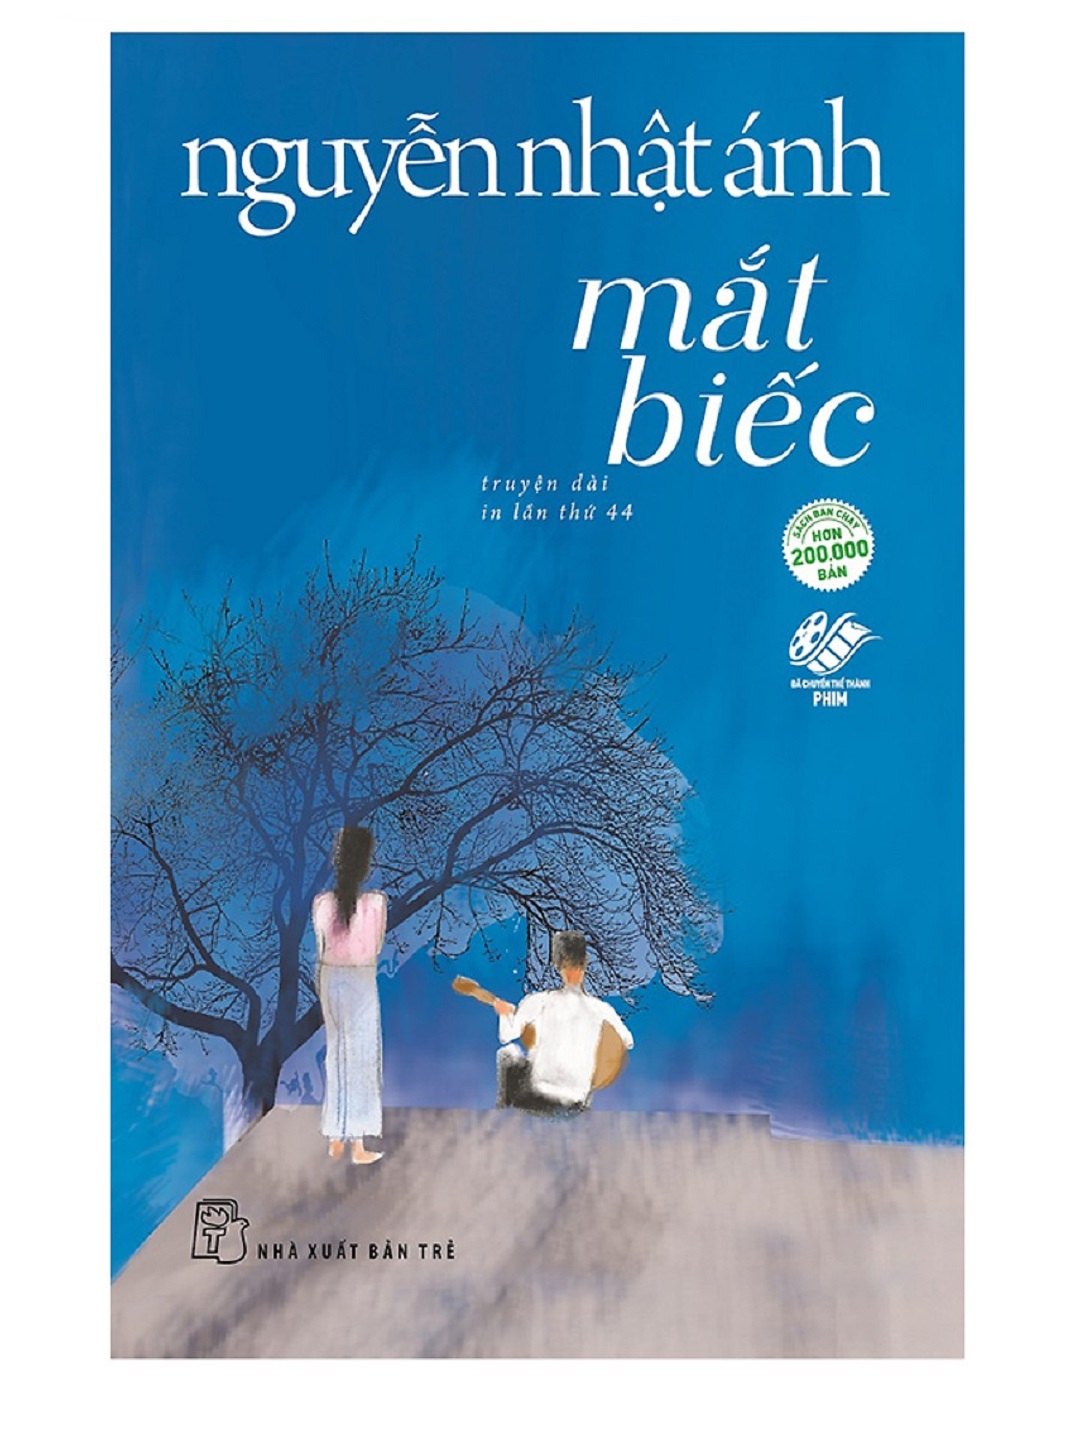 nguyễn nhật ánh
mắt
biếc
truyện dài
in lần thứ 44
SÁCH BÁN CHẠY
HƠN
200.000
BẢN
ĐÃ CHUYỂN THỂ THÀNH
PHIM
T
NHÀ XUẤT BẢN TRẺ